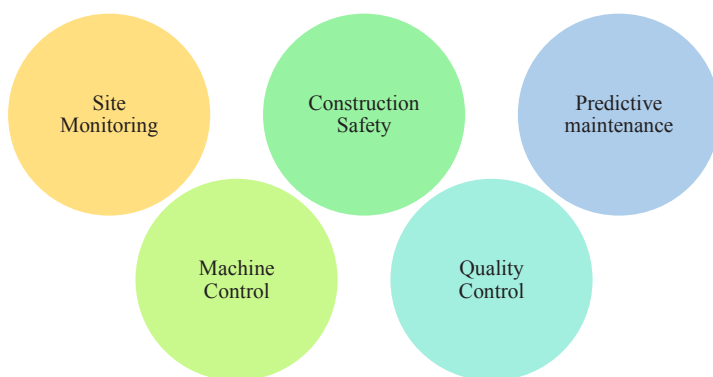 Site
Monitoring
Construction
Safety
Predictive
maintenance
Machine
Control
Quality
Control